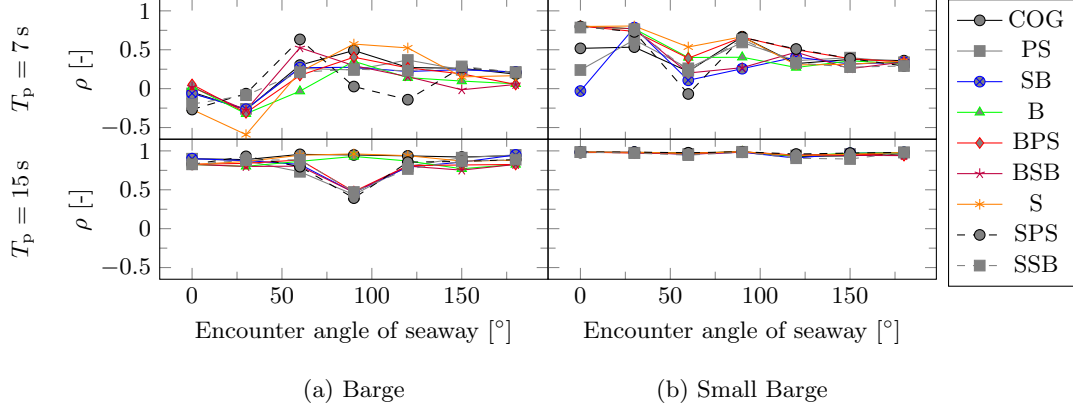 T_p = 7 s
ρ [-]
1
0.5
0
−0.5
T_p = 15 s
ρ [-]
1
0.5
0
−0.5
0 50 100 150
0 50 100 150
Encounter angle of seaway [°]
Encounter angle of seaway [°]
(a) Barge
(b) Small Barge
COG
PS
SB
B
BPS
BSB
S
SPS
SSB